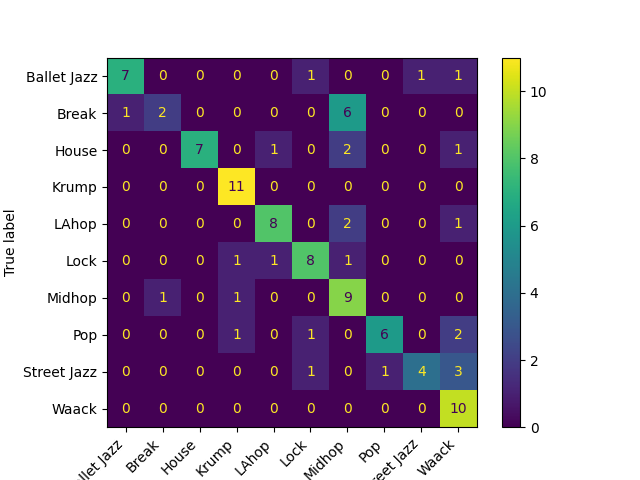 Ballet Jazz 7 0 0 0 0 1 0 0 1 1
Break 1 2 0 0 0 0 6 0 0 0
House 0 0 7 0 1 0 2 0 0 1
Krump 0 0 0 11 0 0 0 0 0 0
LAhop 0 0 0 0 8 0 2 0 0 1
Lock 0 0 0 1 1 8 1 0 0 0
Midhop 0 1 0 1 0 0 9 0 0 0
Pop 0 0 0 1 0 1 0 6 0 2
Street Jazz 0 0 0 0 0 1 0 1 4 3
Waack 0 0 0 0 0 0 0 0 0 10
True label
llet Jazz
Break
House
Krump
LAhop
Lock
Midhop
Pop
reet Jazz
Waack
10
8
6
4
2
0